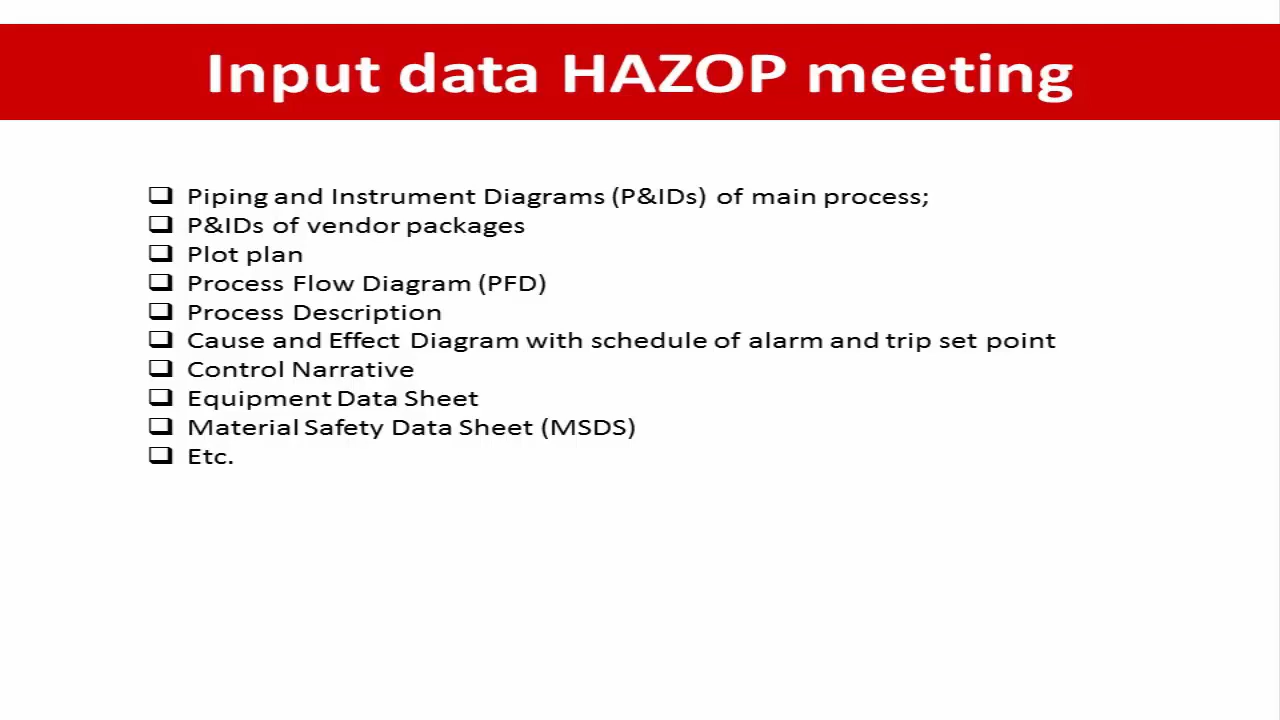 Input data HAZOP meeting
Piping and Instrument Diagrams (P&IDs) of main process;
P&IDs of vendor packages
Plot plan
Process Flow Diagram (PFD)
Process Description
Cause and Effect Diagram with schedule of alarm and trip set point
Control Narrative
Equipment Data Sheet
Material Safety Data Sheet (MSDS)
Etc.